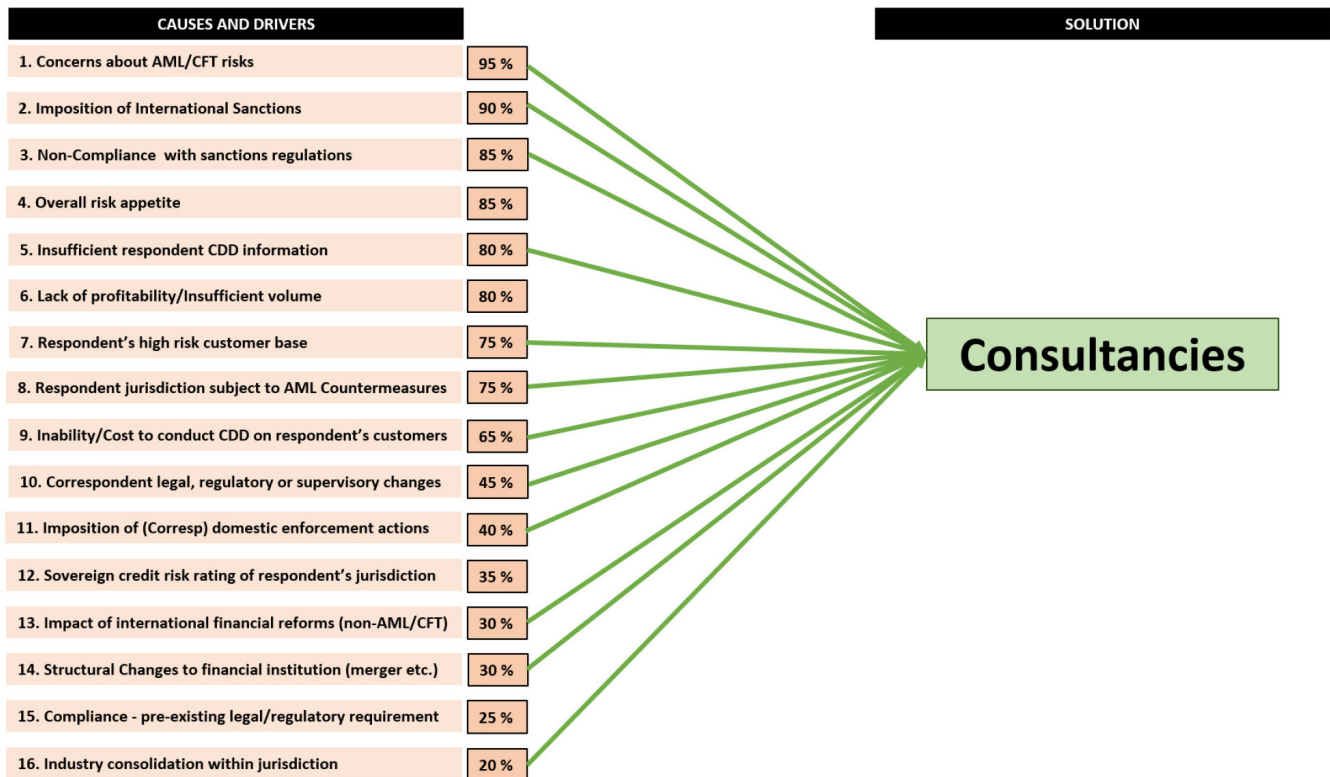 CAUSES AND DRIVERS
SOLUTION
1. Concerns about AML/CFT risks 95 %
2. Imposition of International Sanctions 90 %
3. Non-Compliance with sanctions regulations 85 %
4. Overall risk appetite 85 %
5. Insufficient respondent CDD information 80 %
6. Lack of profitability/Insufficient volume 80 %
7. Respondent’s high risk customer base 75 %
Consultancies
8. Respondent jurisdiction subject to AML Countermeasures 75 %
9. Inability/Cost to conduct CDD on respondent’s customers 65 %
10. Correspondent legal, regulatory or supervisory changes 45 %
11. Imposition of (Corresp) domestic enforcement actions 40 %
12. Sovereign credit risk rating of respondent’s jurisdiction 35 %
13. Impact of international financial reforms (non-AML/CFT) 30 %
14. Structural Changes to financial institution (merger etc.) 30 %
15. Compliance - pre-existing legal/regulatory requirement 25 %
16. Industry consolidation within jurisdiction 20 %